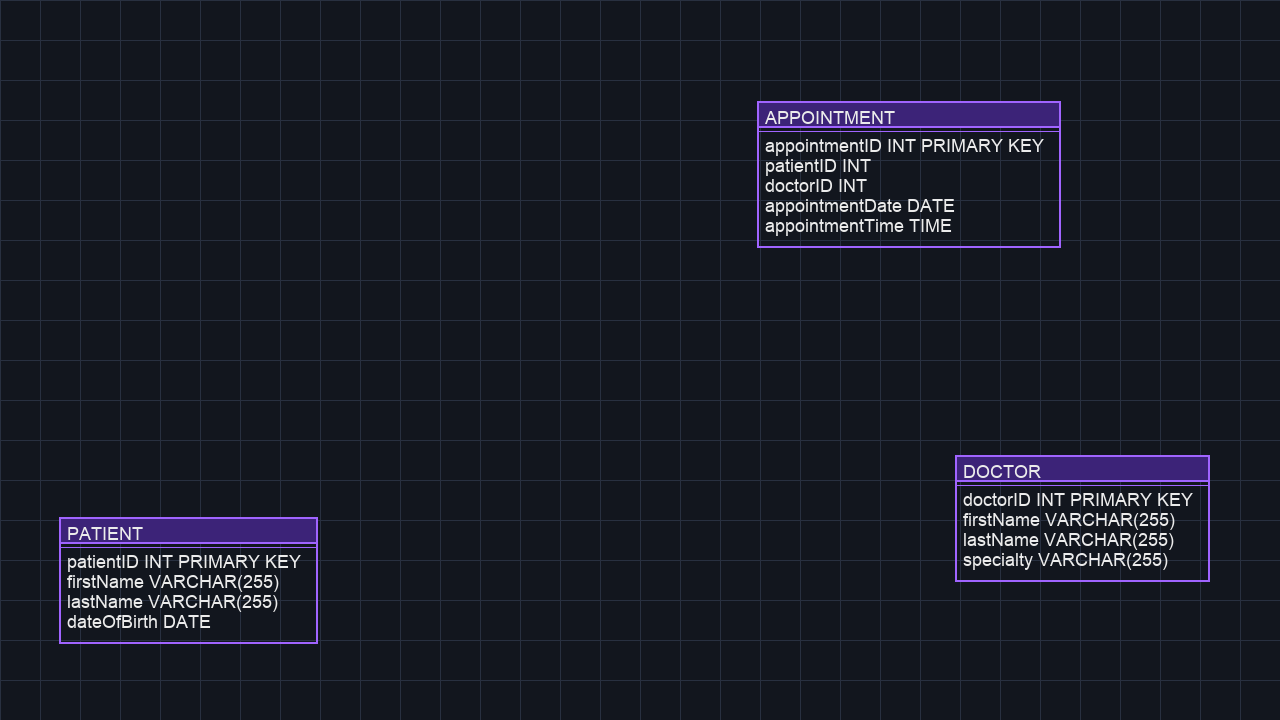 APPOINTMENT
appointmentID INT PRIMARY KEY
patientID INT
doctorID INT
appointmentDate DATE
appointmentTime TIME
DOCTOR
doctorID INT PRIMARY KEY
firstName VARCHAR(255)
lastName VARCHAR(255)
specialty VARCHAR(255)
PATIENT
patientID INT PRIMARY KEY
firstName VARCHAR(255)
lastName VARCHAR(255)
dateOfBirth DATE